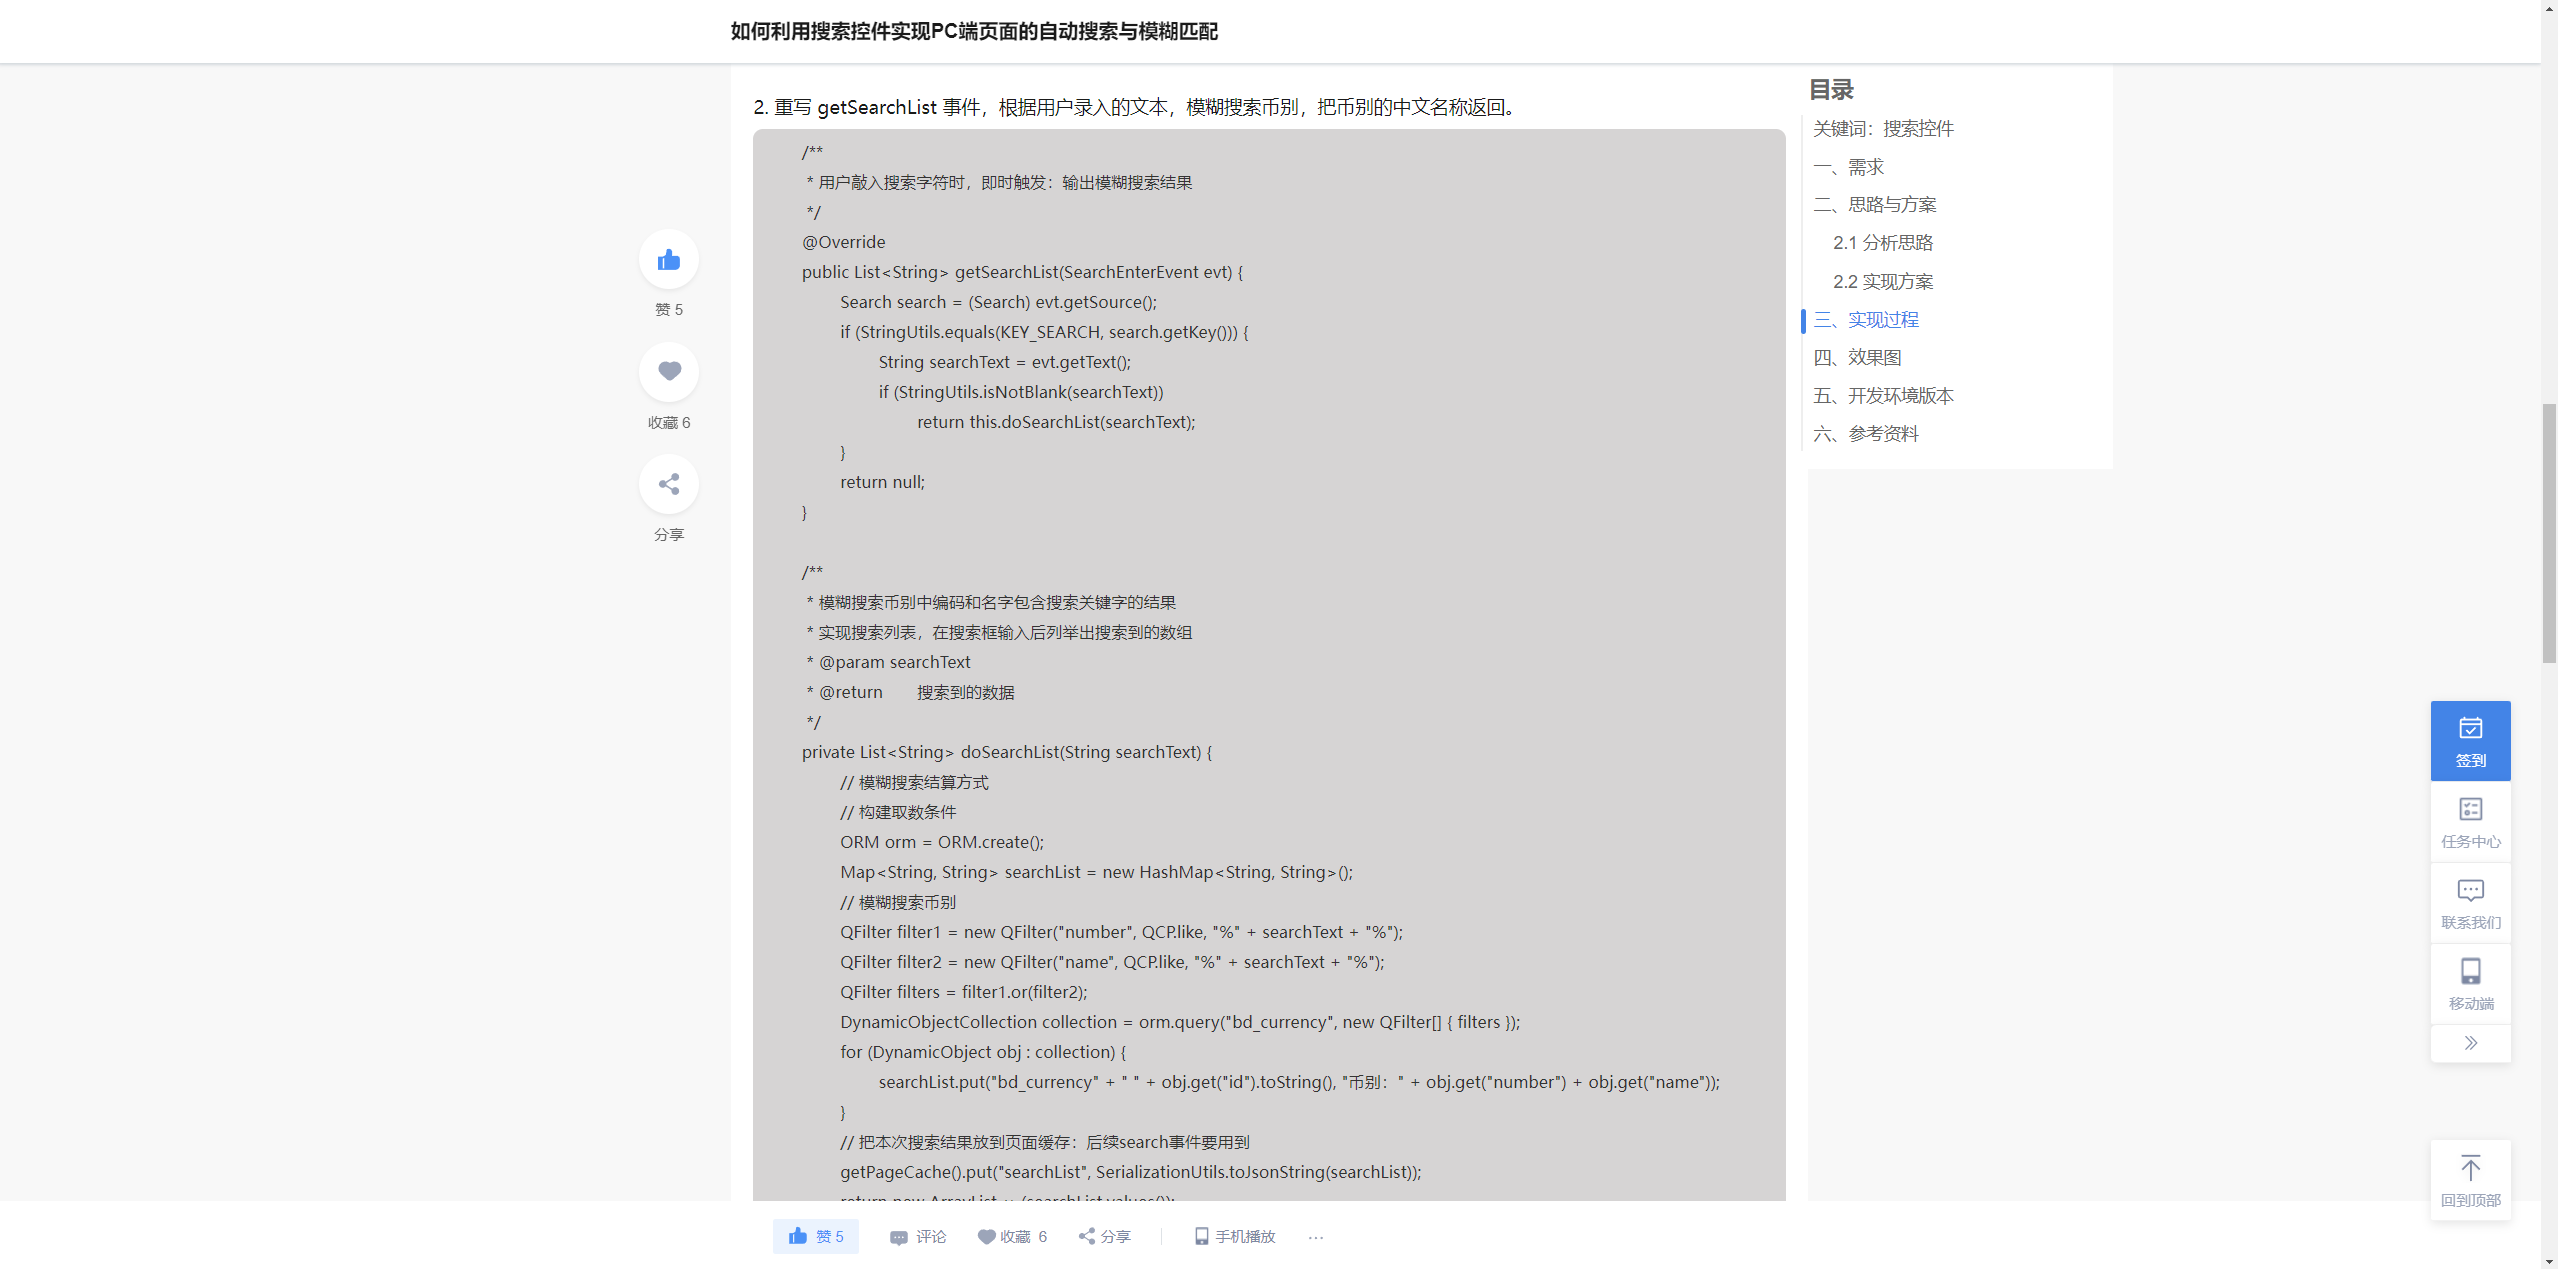 如何利用搜索控件实现PC端页面的自动搜索与模糊匹配
2. 重写 getSearchList 事件，根据用户录入的文本，模糊搜索币别，把币别的中文名称返回。
/**
* 用户敲入搜索字符时，即时触发：输出模糊搜索结果
*/
@Override
public List<String> getSearchList(SearchEnterEvent evt) {
Search search = (Search) evt.getSource();
if (StringUtils.equals(KEY_SEARCH, search.getKey())) {
String searchText = evt.getText();
if (StringUtils.isNotBlank(searchText))
return this.doSearchList(searchText);
}
return null;
}
/**
* 模糊搜索币别中编码和名字包含搜索关键字的结果
* 实现搜索列表，在搜索框输入后列举出搜索到的数组
* @param searchText
* @return 搜索到的数据
*/
private List<String> doSearchList(String searchText) {
// 模糊搜索结算方式
// 构建取数条件
ORM orm = ORM.create();
Map<String, String> searchList = new HashMap<String, String>();
// 模糊搜索币别
QFilter filter1 = new QFilter("number", QCP.like, "%" + searchText + "%");
QFilter filter2 = new QFilter("name", QCP.like, "%" + searchText + "%");
QFilter filters = filter1.or(filter2);
DynamicObjectCollection collection = orm.query("bd_currency", new QFilter[] { filters });
for (DynamicObject obj : collection) {
searchList.put("bd_currency" + " " + obj.get("id").toString(), "币别：" + obj.get("number") + obj.get("name"));
}
// 把本次搜索结果放到页面缓存：后续search事件要用到
getPageCache().put("searchList", SerializationUtils.toJsonString(searchList));
目录
关键词：搜索控件
一、需求
二、思路与方案
2.1 分析思路
2.2 实现方案
三、实现过程
四、效果图
五、开发环境版本
六、参考资料
赞 5
收藏 6
分享
签到
任务中心
联系我们
移动端
回到顶部
赞 5
评论
收藏 6
分享
手机播放
···